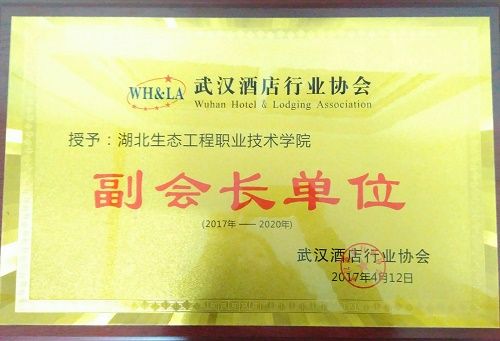 WH&LA 武汉酒店行业协会
Wuhan Hotel & Lodging Association
授予：湖北生态工程职业技术学院
副会长单位
(2017年 —— 2020年)
武汉酒店行业协会
2017年4月12日